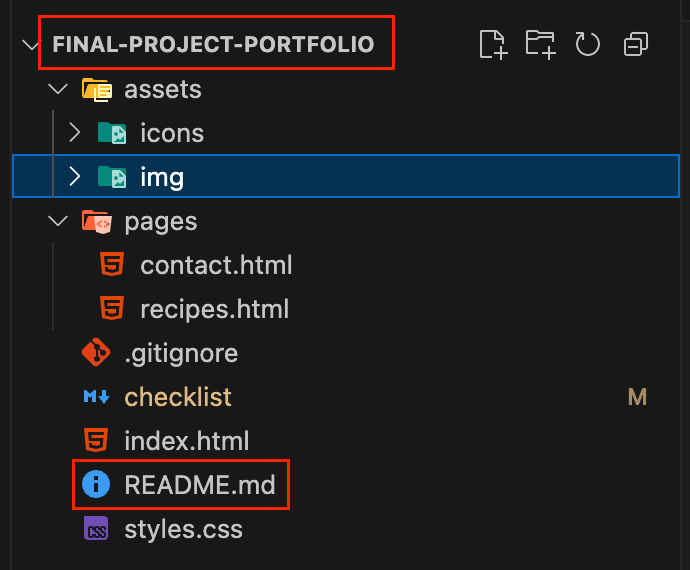 FINAL-PROJECT-PORTFOLIO
assets
icons
img
pages
contact.html
recipes.html
.gitignore
checklist M
index.html
README.md
styles.css